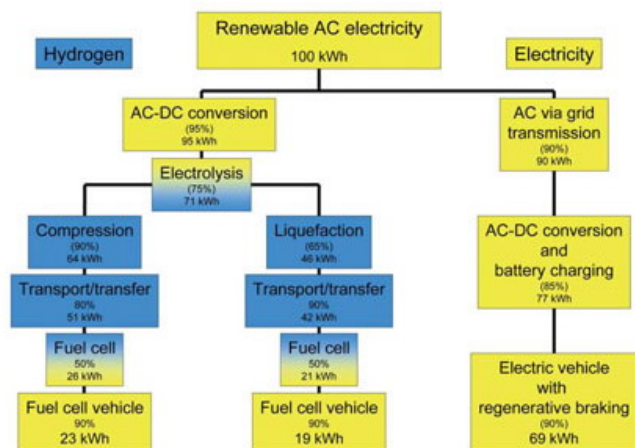 Renewable AC electricity
100 kWh
Hydrogen
Electricity
AC-DC conversion
(95%)
95 kWh
AC via grid
transmission
(90%)
90 kWh
Electrolysis
(75%)
71 kWh
Compression
(90%)
64 kWh
Liquefaction
(65%)
46 kWh
AC-DC conversion
and
battery charging
(85%)
77 kWh
Transport/transfer
80%
51 kWh
Transport/transfer
90%
42 kWh
Fuel cell
50%
26 kWh
Fuel cell
50%
21 kWh
Electric vehicle
with
regenerative braking
(90%)
69 kWh
Fuel cell vehicle
90%
23 kWh
Fuel cell vehicle
90%
19 kWh